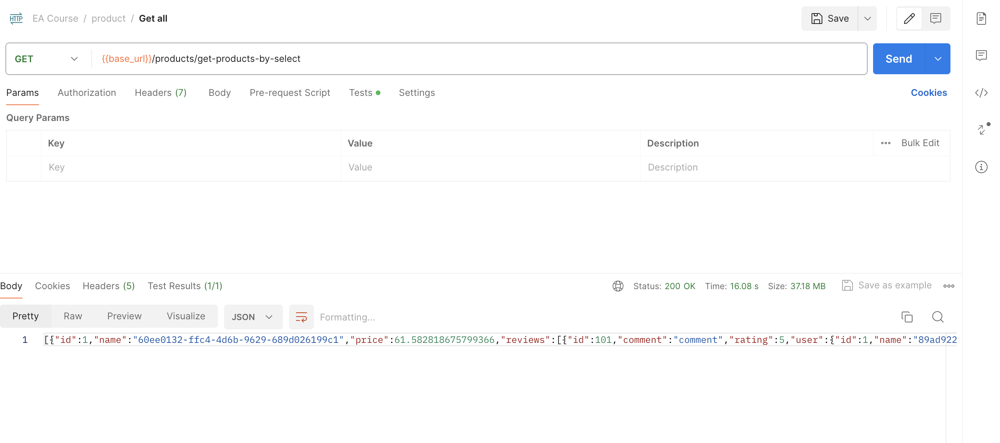 HTTP EA Course / product / Get all Save
GET {{base_url}}/products/get-products-by-select Send
Params Authorization Headers (7) Body Pre-request Script Tests Settings Cookies
Query Params
Key Value Description Bulk Edit
Key Value Description
Body Cookies Headers (5) Test Results (1/1) Status: 200 OK Time: 16.08 s Size: 37.18 MB Save as example
Pretty Raw Preview Visualize JSON Formatting...
1 [{"id":1,"name":"60ee0132-ffc4-4d6b-9629-689d026199c1","price":61.582818675799366,"reviews":[{"id":101,"comment":"comment","rating":5,"user":{"id":1,"name":"89ad922